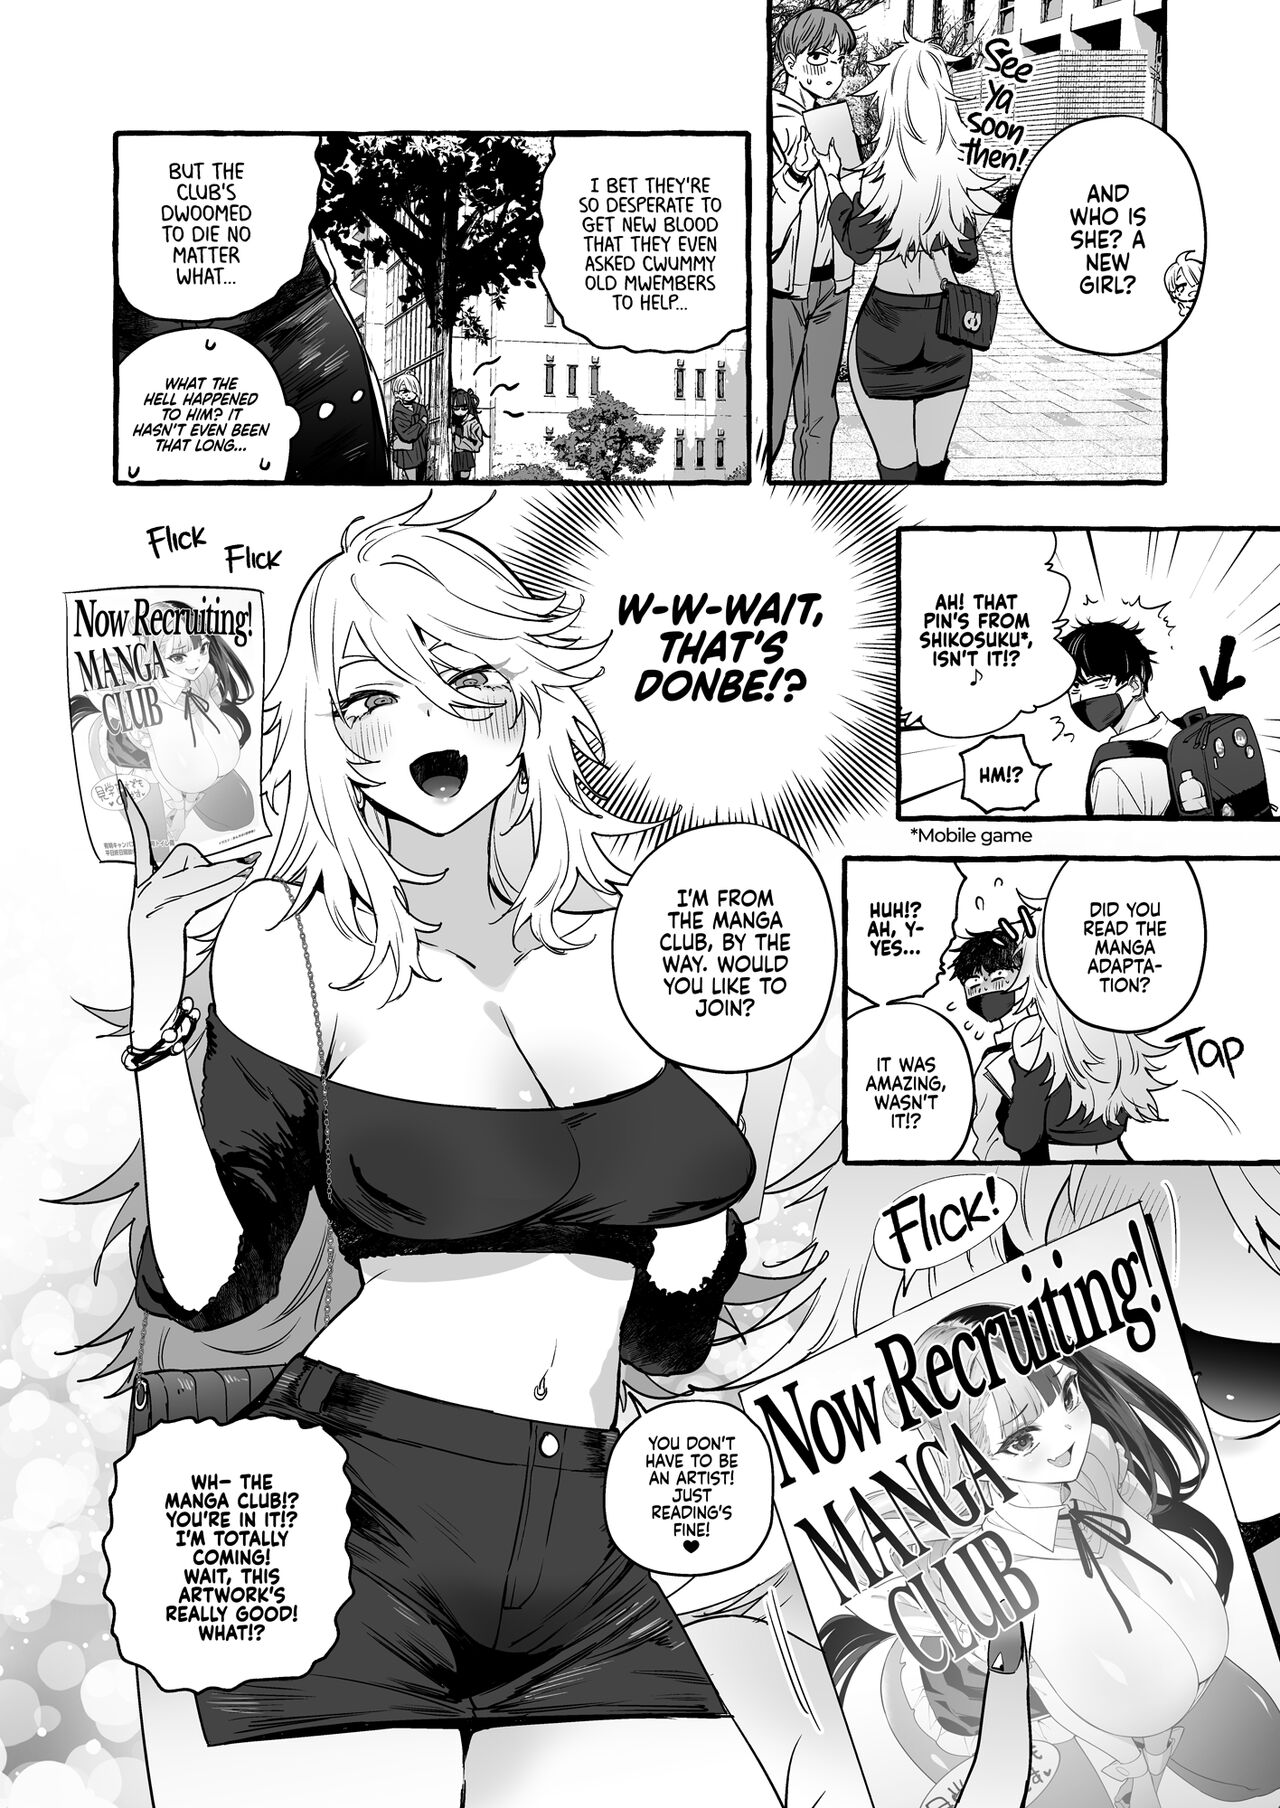 See
ya
soon
then!
AND
WHO IS
SHE? A
NEW
GIRL?
I BET THEY'RE
SO DESPERATE TO
GET NEW BLOOD
THAT THEY EVEN
ASKED CWUMMY
OLD MWEMBERS
TO HELP...
BUT THE
CLUB'S
DWOOMED
TO DIE NO
MATTER
WHAT...
WHAT THE
HELL HAPPENED
TO HIM? IT
HASN'T EVEN BEEN
THAT LONG...
AH! THAT
PIN'S FROM
SHIKOSUKU*,
ISN'T IT!?
♪
HM!?
*Mobile game
W-W-WAIT,
THAT'S
DONBE!?
Flick
Flick
Now Recruiting!
MANGA
CLUB
DID YOU
READ THE
MANGA
ADAPTA-
TION?
HUH!?
AH, Y-
YES...
IT WAS
AMAZING,
WASN'T
IT!?
TAP
I'M FROM
THE MANGA
CLUB, BY THE
WAY. WOULD
YOU LIKE TO
JOIN?
FLICK!
Now Recruiting!
MANGA
CLUB
YOU DON'T
HAVE TO BE
AN ARTIST!
JUST
READING'S
FINE!
♥
WH- THE
MANGA CLUB!?
YOU'RE IN IT!?
I'M TOTALLY
COMING!
WAIT, THIS
ARTWORK'S
REALLY GOOD!
WHAT!?